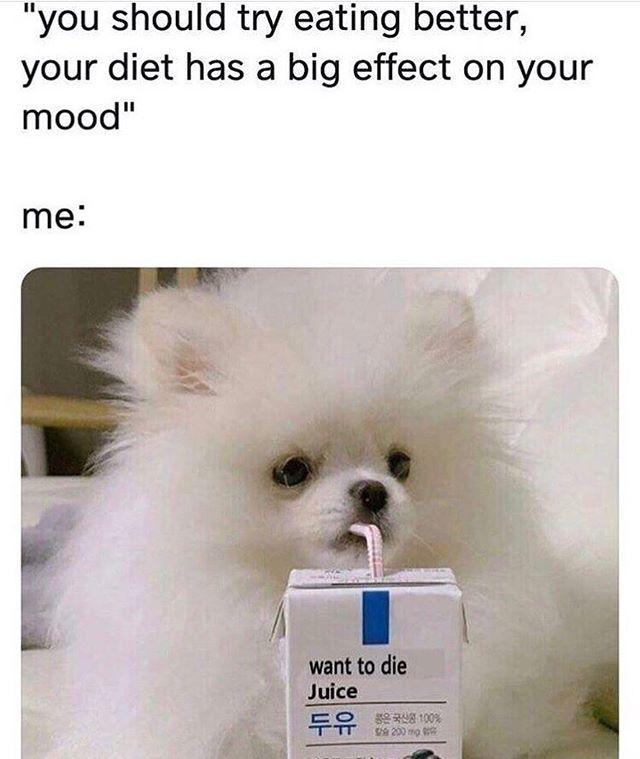 "you should try eating better,
your diet has a big effect on your
mood"
me:
want to die
Juice
두유
100%
200 mg